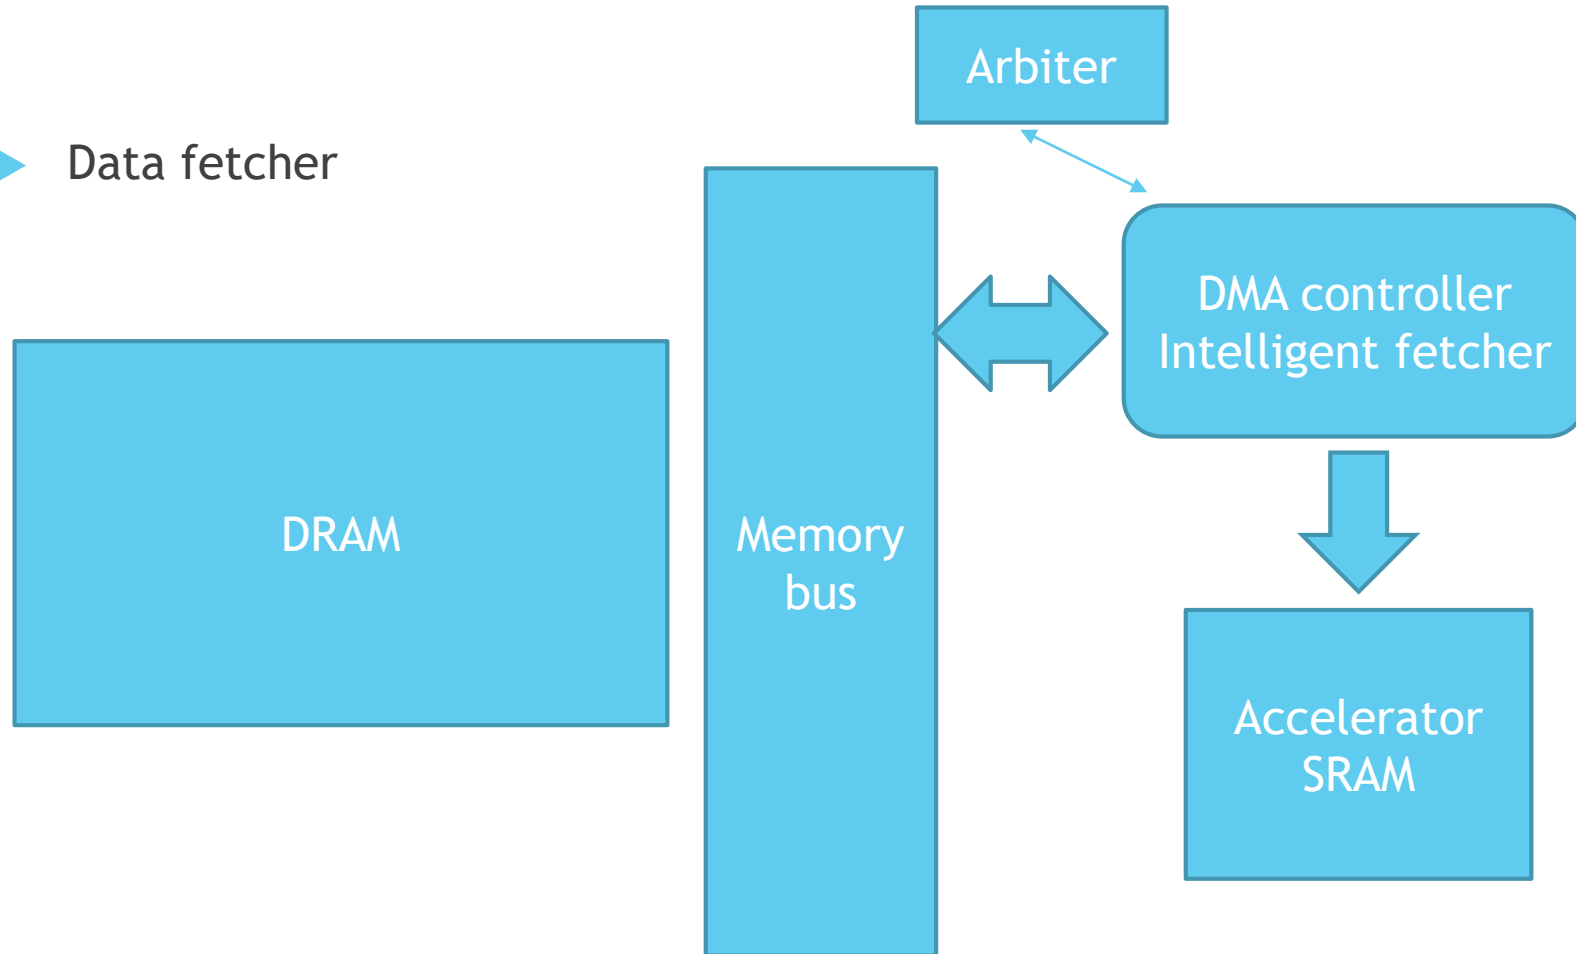 Arbiter
Data fetcher
DMA controller
Intelligent fetcher
DRAM
Memory
bus
Accelerator
SRAM